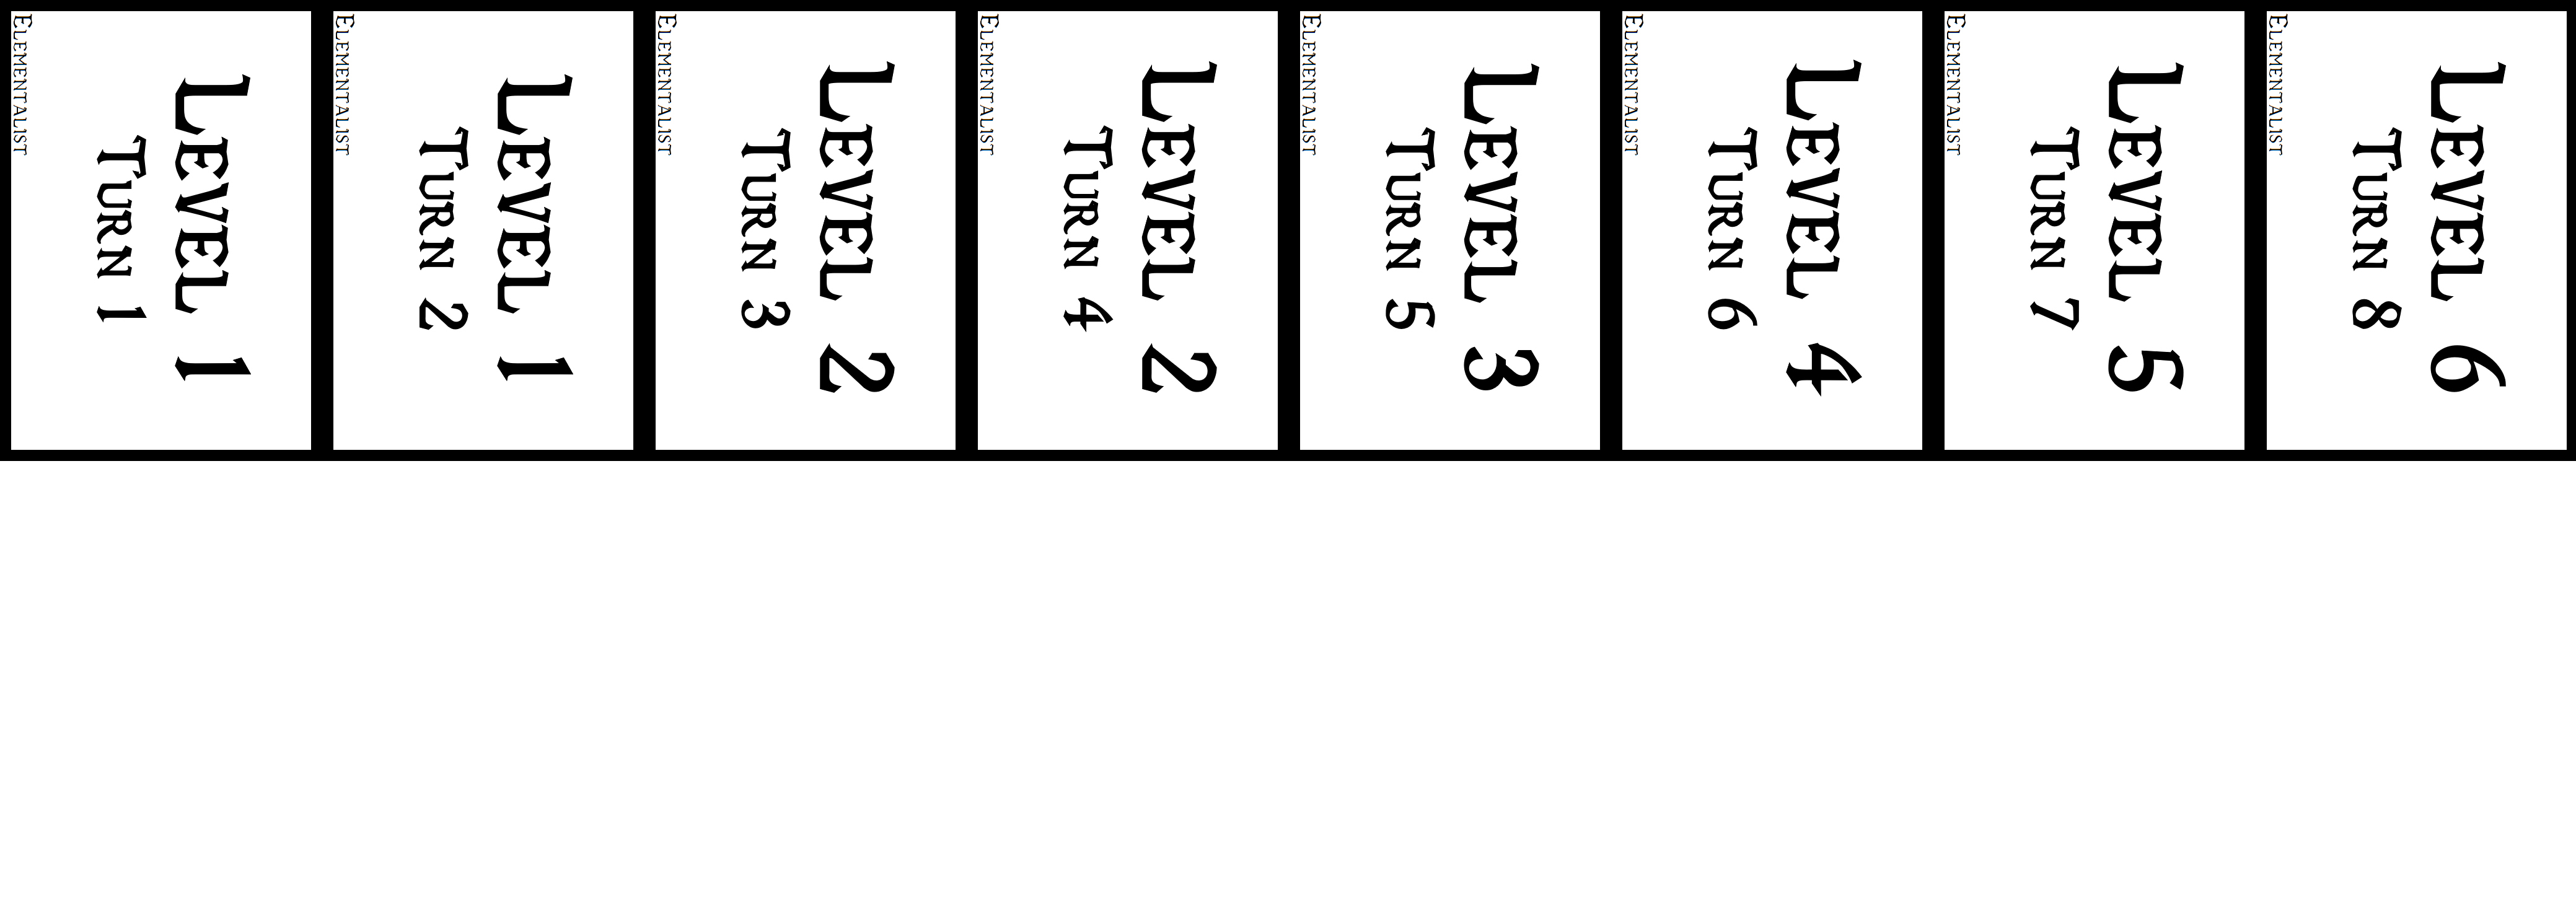 Elementalist
Level 1
Turn 1
Elementalist
Level 1
Turn 2
Elementalist
Level 2
Turn 3
Elementalist
Level 2
Turn 4
Elementalist
Level 3
Turn 5
Elementalist
Level 4
Turn 6
Elementalist
Level 5
Turn 7
Elementalist
Level 6
Turn 8